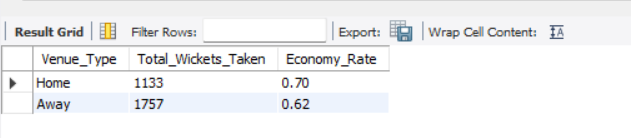 Result Grid Filter Rows: Export: Wrap Cell Content: IA
Venue_Type Total_Wickets_Taken Economy_Rate
Home 1133 0.70
Away 1757 0.62